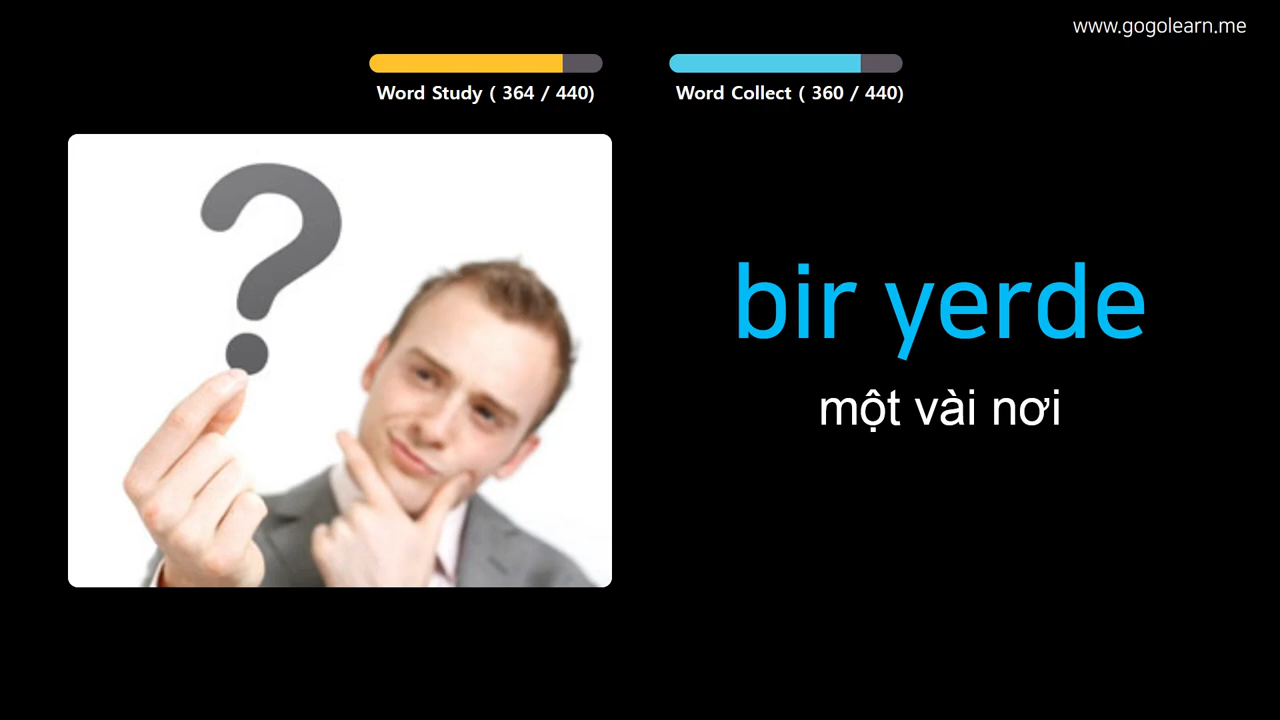 www.gogolearn.me
Word Study ( 364 / 440)
Word Collect ( 360 / 440)
?
bir yerde
một vài nơi